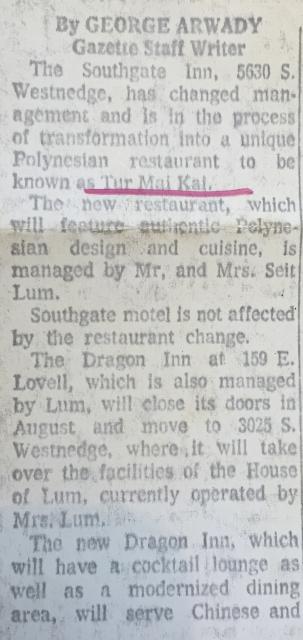 By GEORGE ARWADY
Gazette Staff Writer
The Southgate Inn, 5630 S.
Westnedge, has changed man-
agement and is in the process
of transformation into a unique
Polynesian restaurant to be
known as Tur Mai Kai.
The new restaurant, which
will feature authentic Polyne-
sian design and cuisine, is
managed by Mr, and Mrs. Seit
Lum.
Southgate motel is not affected
by the restaurant change.
The Dragon Inn at 159 E.
Lovell, which is also managed
by Lum, will close its doors in
August and move to 3025 S.
Westnedge, where it will take
over the facilities of the House
of Lum, currently operated by
Mrs. Lum.
The new Dragon Inn, which
will have a cocktail lounge as
well as a modernized dining
area, will serve Chinese and